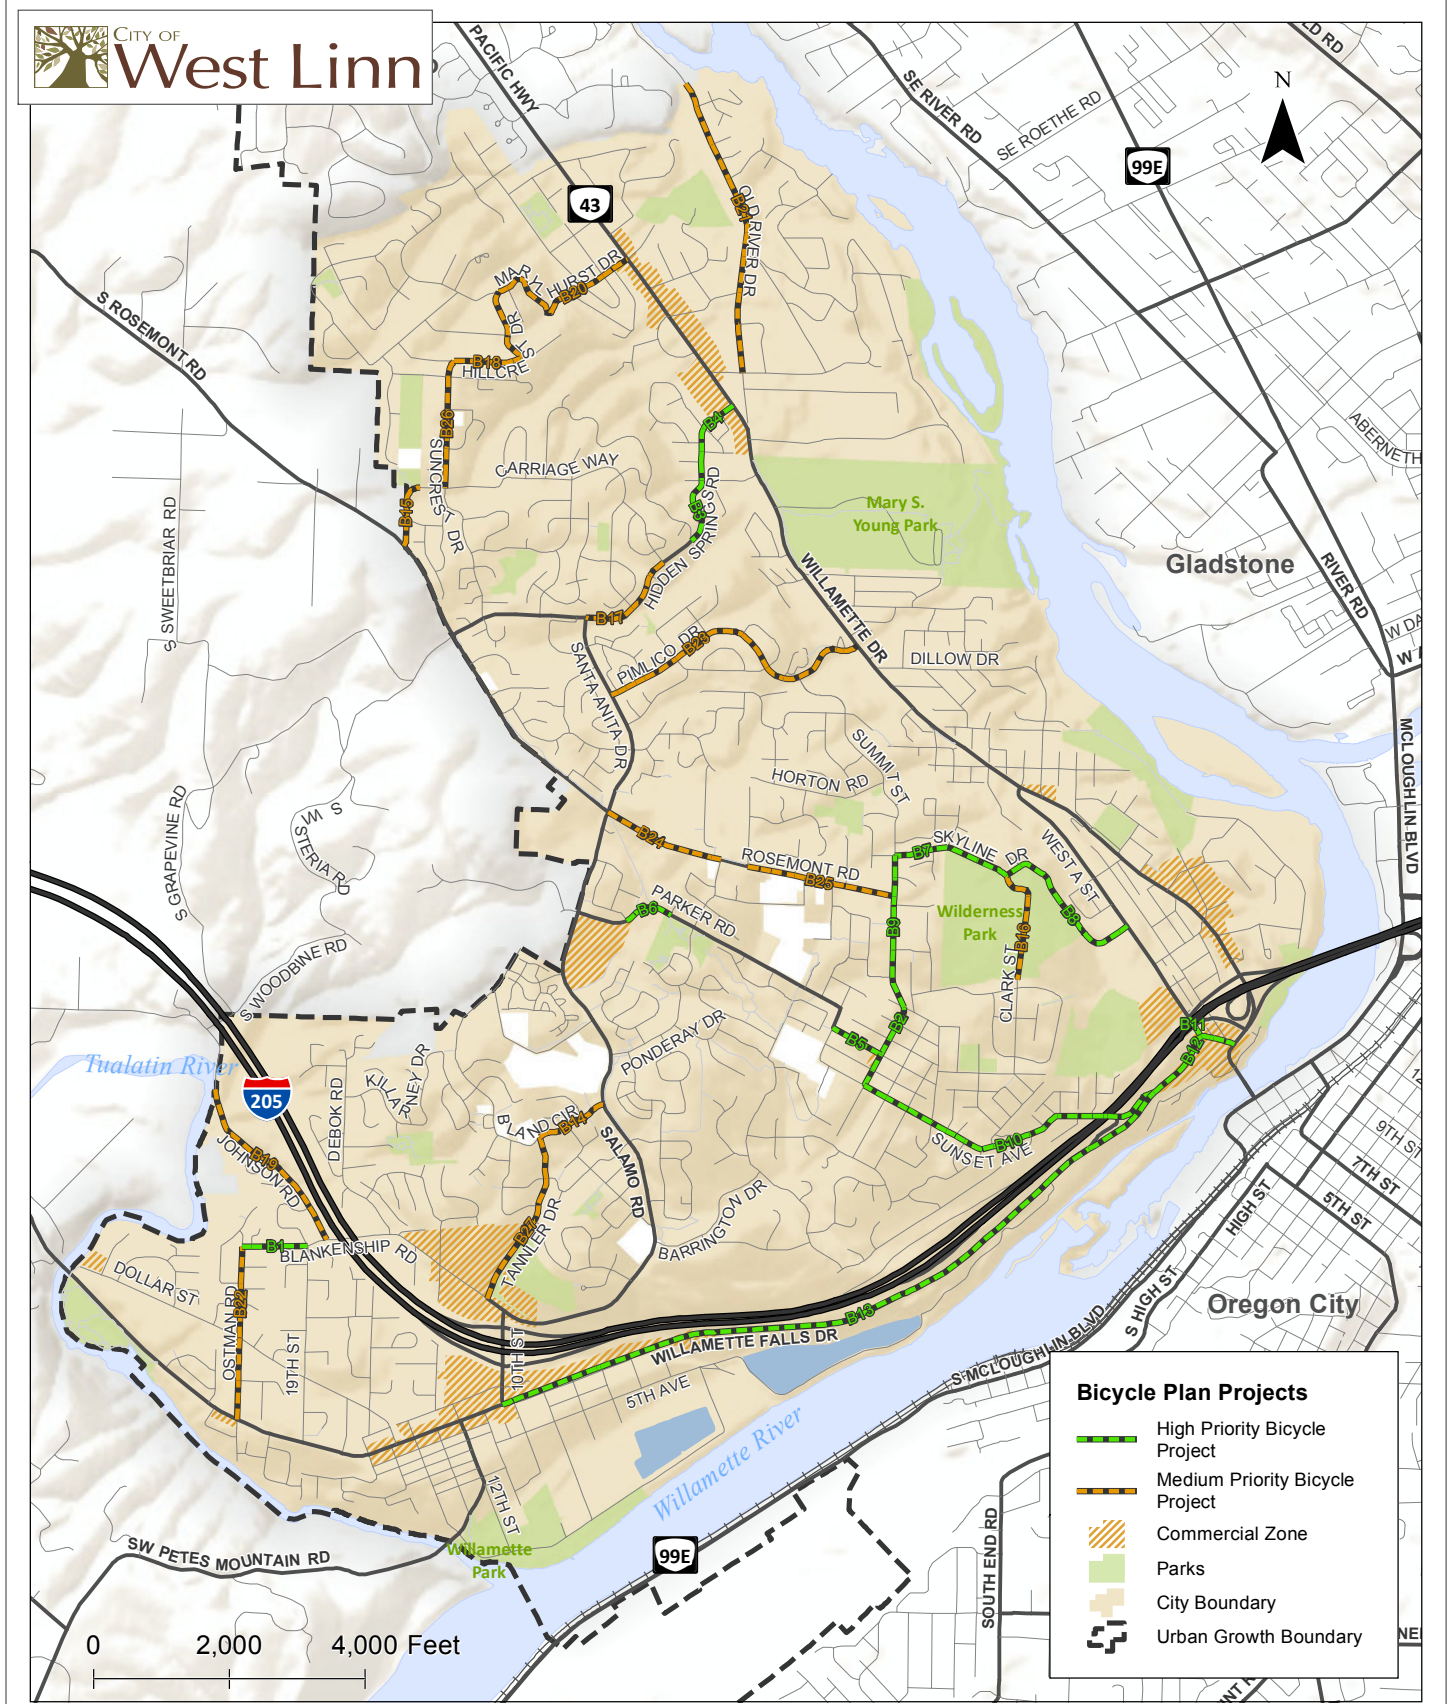 CITY OF
West Linn
PACIFIC HWY
SE RIVER RD
SE ROETHE RD
LD RD
N
99E
43
OLD RIVER DR
B21
MARYLHURST DR
B20
S ROSEMONT RD
B18
HILLCREST DR
B26
B4
ABERNETH
SUNCREST DR
CARRIAGE WAY
HIDDEN SPRINGS RD
B3
B15
Mary S.
Young Park
S SWEETBRIAR RD
Gladstone
WILLAMETTE DR
RIVER RD
B17
B23
PIMLICO DR
SANTA ANITA DR
DILLOW DR
W DA
W A
MCLOUGHLIN BLVD
SUMMIT ST
HORTON RD
S GRAPEVINE RD
WISTERIA RD
S
B24
ROSEMONT RD
B25
B7
SKYLINE DR
WEST A ST
PARKER RD
B6
B9
Wilderness
Park
B16
B8
CLARK ST
S WOODBINE RD
Tualatin River
205
KILLARNEY DR
DEBOK RD
PONDERAY DR
B2
B5
B11
B12
BLAND CIR
B14
SALAMO RD
B10
SUNSET AVE
9TH ST
7TH ST
5TH ST
HIGH ST
JOHNSON RD
B19
B1
BLANKENSHIP RD
B27
TANNLER DR
BARRINGTON DR
DOLLAR ST
OSTMAN RD
B22
19TH ST
10TH ST
B13
WILLAMETTE FALLS DR
5TH AVE
S MCLOUGHLIN BLVD
S HIGH ST
Oregon City
Willamette River
12TH ST
Willamette
Park
SW PETES MOUNTAIN RD
99E
SOUTH END RD
Bicycle Plan Projects
High Priority Bicycle
Project
Medium Priority Bicycle
Project
Commercial Zone
Parks
City Boundary
Urban Growth Boundary
0 2,000 4,000 Feet